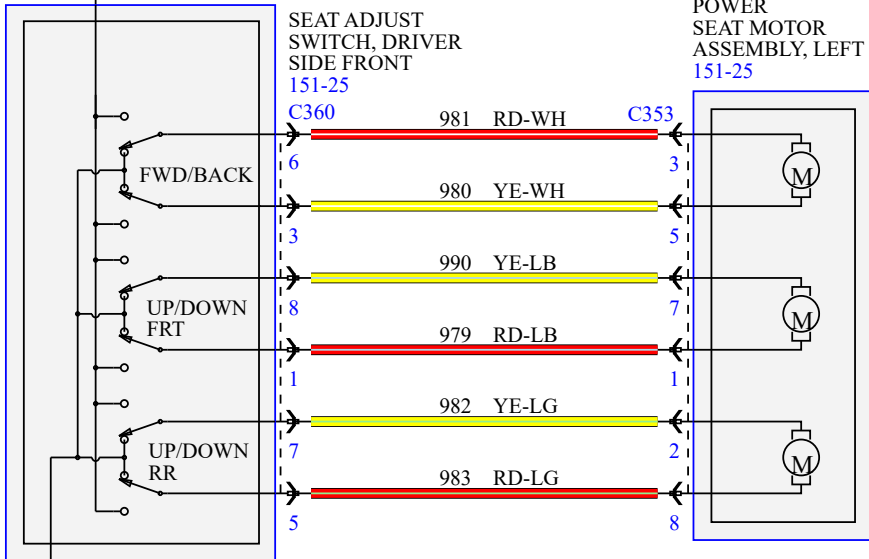 POWER
SEAT MOTOR
ASSEMBLY, LEFT
151-25
SEAT ADJUST
SWITCH, DRIVER
SIDE FRONT
151-25
C360
981 RD-WH
C353
6
3
M
FWD/BACK
980 YE-WH
3
5
990 YE-LB
8
7
M
UP/DOWN
FRT
979 RD-LB
1
1
982 YE-LG
7
2
M
UP/DOWN
RR
983 RD-LG
5
8